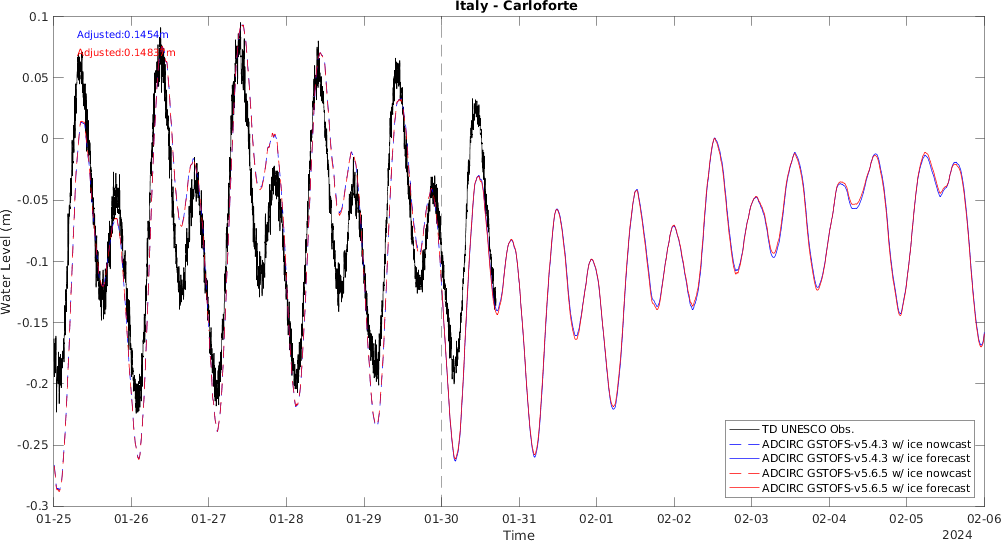 Italy - Carloforte
Adjusted:0.1454m
Adjusted:0.1483m
0.1
0.05
0
-0.05
-0.1
-0.15
-0.2
-0.25
-0.3
Water Level (m)
01-25 01-26 01-27 01-28 01-29 01-30 01-31 02-01 02-02 02-03 02-04 02-05 02-06
Time
2024
TD UNESCO Obs.
ADCIRC GSTOFS-v5.4.3 w/ ice nowcast
ADCIRC GSTOFS-v5.4.3 w/ ice forecast
ADCIRC GSTOFS-v5.6.5 w/ ice nowcast
ADCIRC GSTOFS-v5.6.5 w/ ice forecast